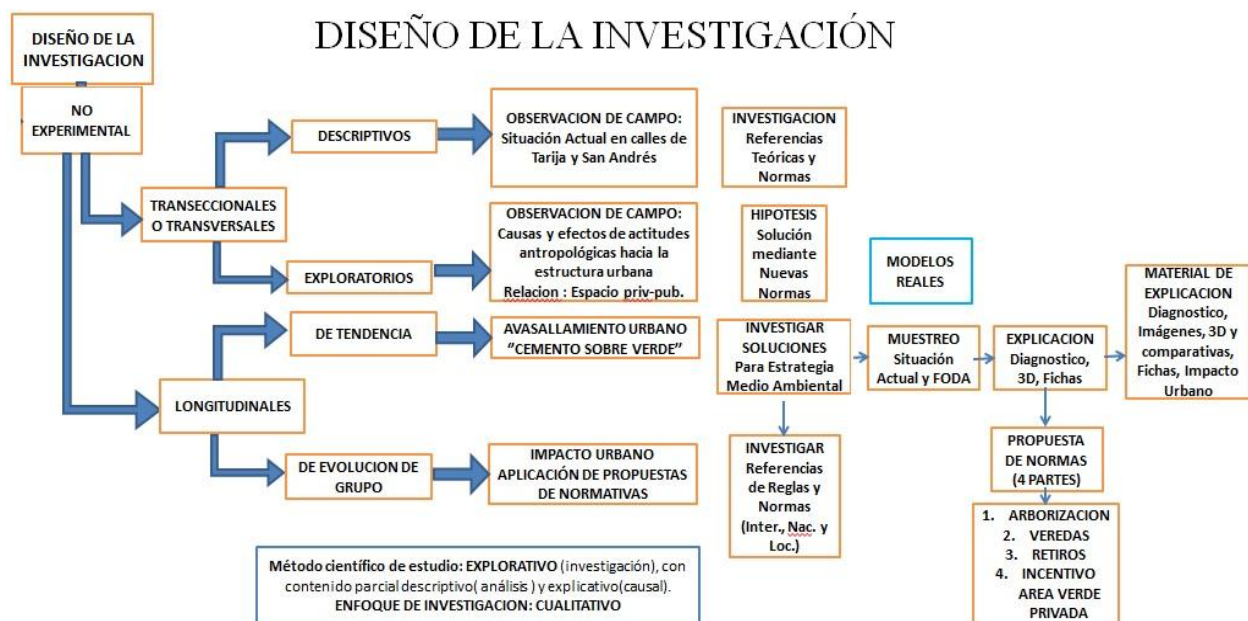 DISEÑO DE LA INVESTIGACIÓN
DISEÑO DE LA
INVESTIGACION
NO
EXPERIMENTAL
TRANSECCIONALES
O TRANSVERSALES
LONGITUDINALES
DESCRIPTIVOS
EXPLORATORIOS
DE TENDENCIA
DE EVOLUCION DE
GRUPO
OBSERVACION DE CAMPO:
Situación Actual en calles de
Tarija y San Andrés
OBSERVACION DE CAMPO:
Causas y efectos de actitudes
antropológicas hacia la
estructura urbana
Relacion : Espacio priv-pub.
AVASALLAMIENTO URBANO
“CEMENTO SOBRE VERDE”
IMPACTO URBANO
APLICACIÓN DE PROPUESTAS
DE NORMATIVAS
INVESTIGACION
Referencias
Teóricas y
Normas
HIPOTESIS
Solución
mediante
Nuevas
Normas
INVESTIGAR
SOLUCIONES
Para Estrategia
Medio Ambiental
INVESTIGAR
Referencias
de Reglas y
Normas
(Inter., Nac. y
Loc.)
MODELOS
REALES
MUESTREO
Situación
Actual y FODA
EXPLICACION
Diagnostico,
3D, Fichas
MATERIAL DE
EXPLICACION
Diagnostico,
Imágenes, 3D y
comparativas,
Fichas, Impacto
Urbano
PROPUESTA
DE NORMAS
(4 PARTES)
1. ARBORIZACION
2. VEREDAS
3. RETIROS
4. INCENTIVO
AREA VERDE
PRIVADA
Método científico de estudio: EXPLORATIVO (investigación), con
contenido parcial descriptivo( análisis ) y explicativo(causal).
ENFOQUE DE INVESTIGACION: CUALITATIVO